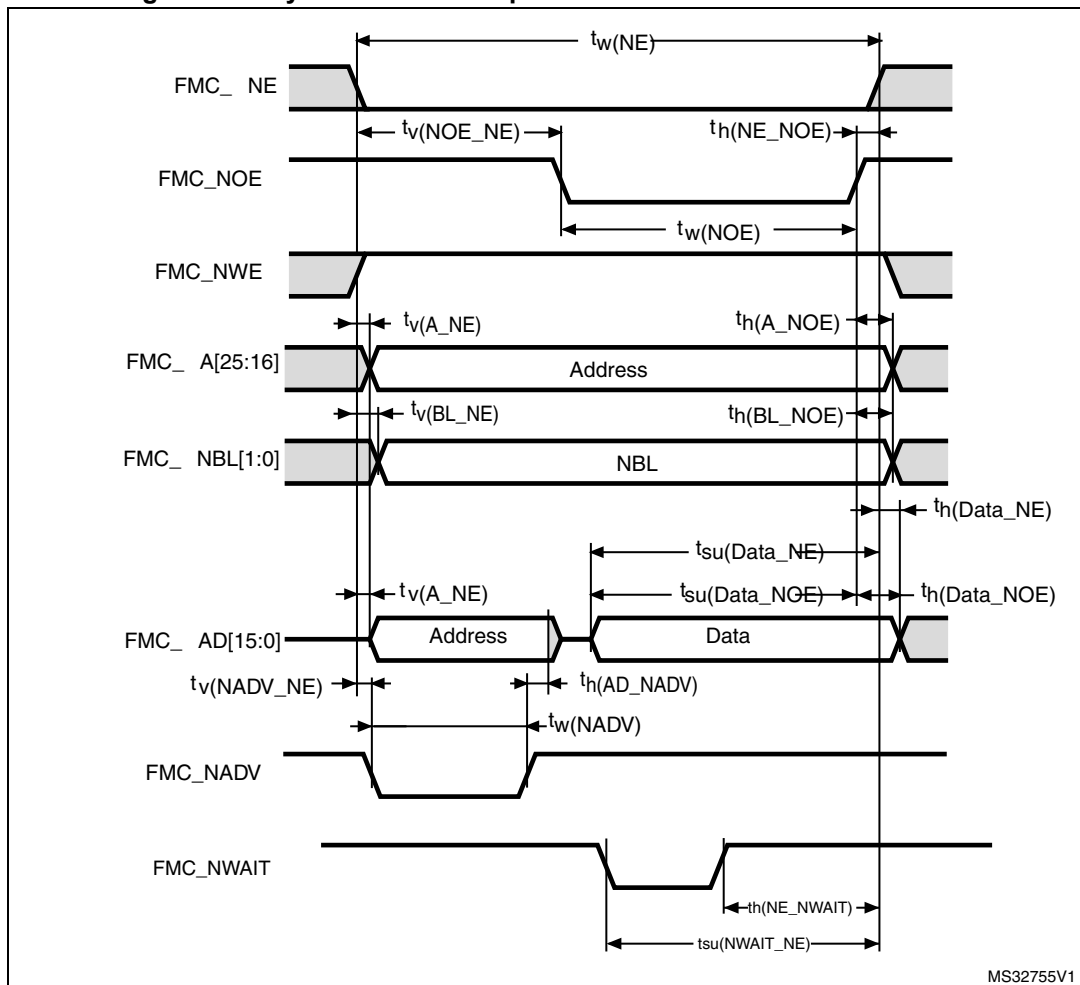 tw(NE)
FMC_ NE
tv(NOE_NE)
th(NE_NOE)
FMC_NOE
tw(NOE)
FMC_NWE
tv(A_NE)
th(A_NOE)
FMC_ A[25:16]
Address
tv(BL_NE)
th(BL_NOE)
FMC_ NBL[1:0]
NBL
th(Data_NE)
tsu(Data_NE)
tv(A_NE)
tsu(Data_NOE)
th(Data_NOE)
FMC_ AD[15:0]
Address
Data
tv(NADV_NE)
th(AD_NADV)
tw(NADV)
FMC_NADV
FMC_NWAIT
th(NE_NWAIT)
tsu(NWAIT_NE)
MS32755V1